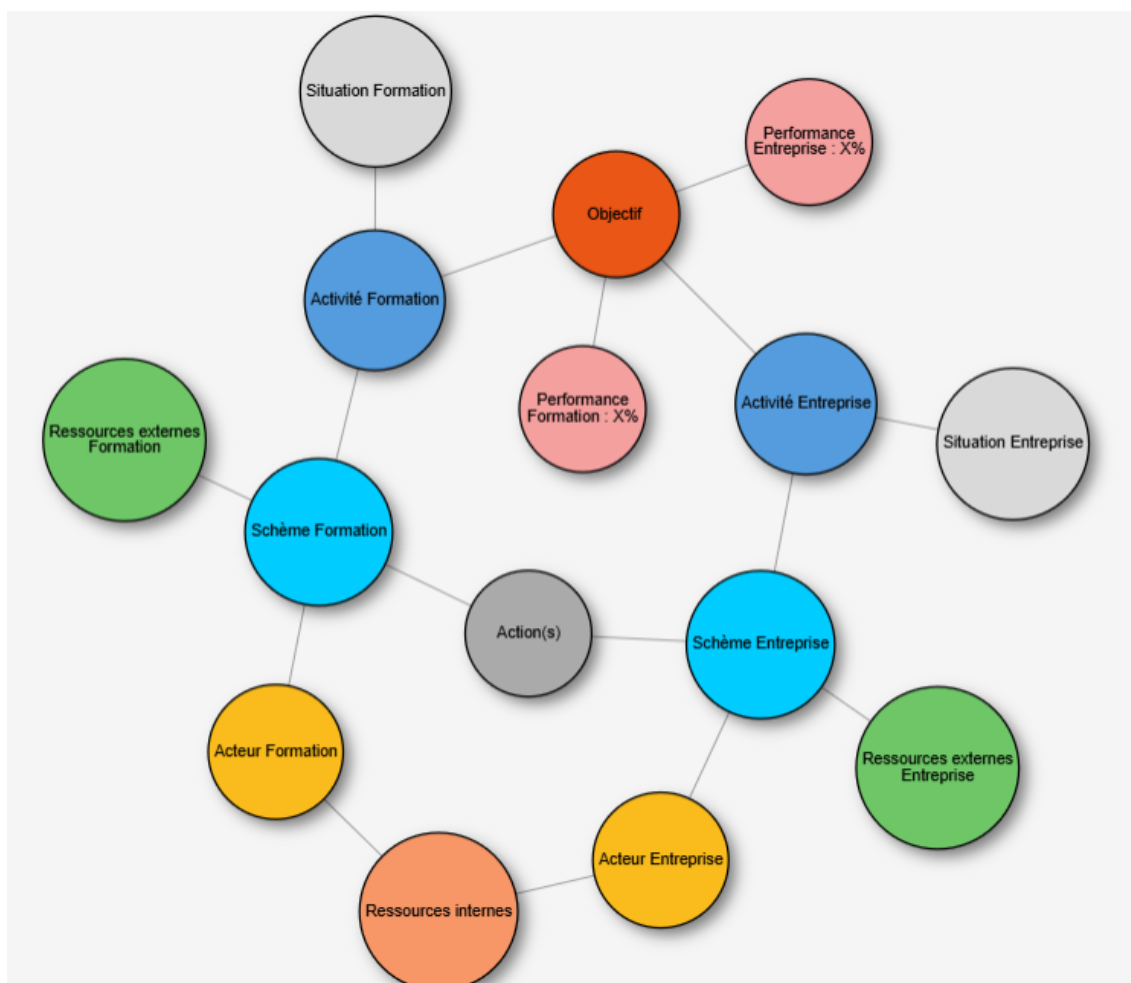 Situation Formation
Performance
Entreprise : X%
Objectif
Activité Formation
Performance
Formation : X%
Activité Entreprise
Situation Entreprise
Ressources externes
Formation
Schème Formation
Action(s)
Schème Entreprise
Acteur Formation
Ressources externes
Entreprise
Acteur Entreprise
Ressources internes